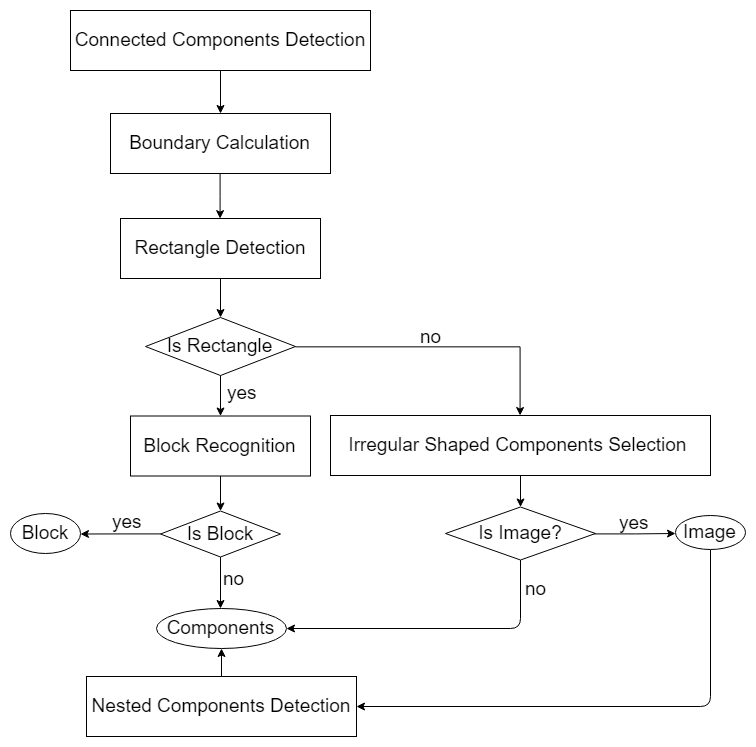 Connected Components Detection
Boundary Calculation
Rectangle Detection
Is Rectangle
no
yes
Block Recognition
Irregular Shaped Components Selection
Block
yes
Is Block
Is Image?
yes
Image
no
no
Components
Nested Components Detection